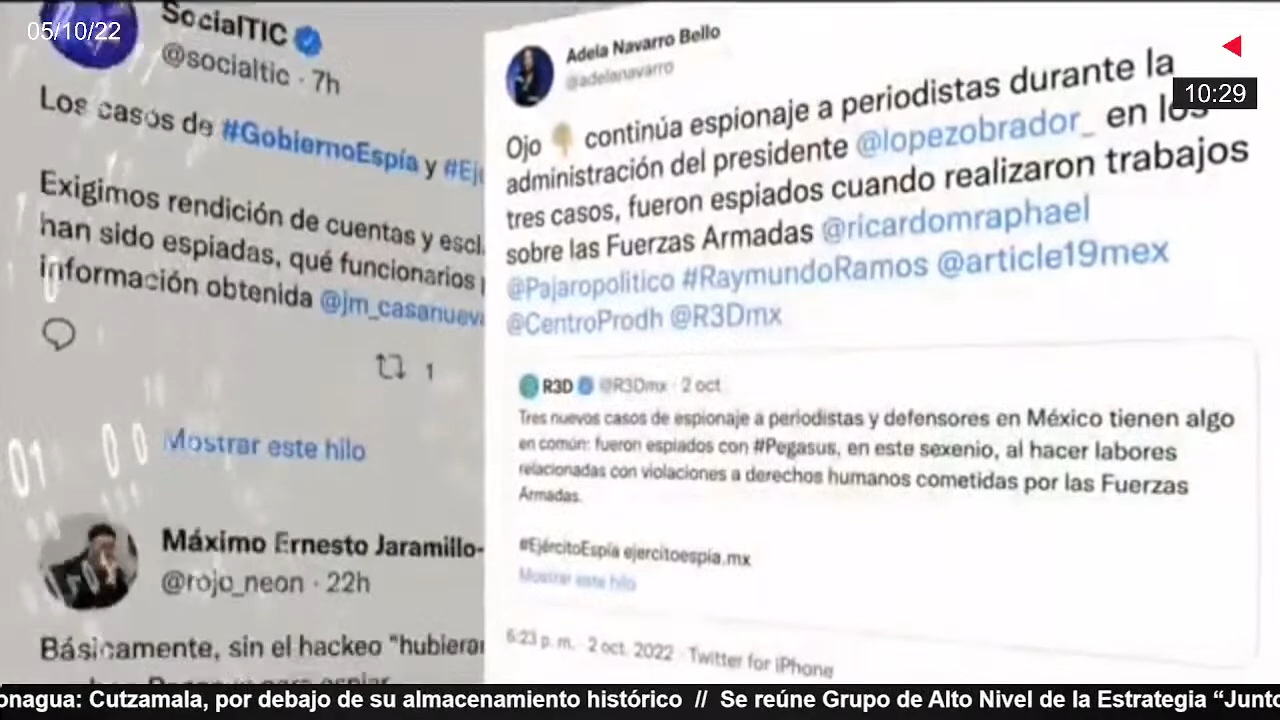 05/10/22
SocialTIC
@socialtic · 7h
Los casos de #GobiernoEspía y #Ej
Exigimos rendición de cuentas y escl
han sido espiadas, qué funcionarios
información obtenida @jm_casanueva
1
Mostrar este hilo
Máximo Ernesto Jaramillo-
@rojo_neon · 22h
Básicamente, sin el hackeo "hubiera
Adela Navarro Bello
@adelanavarro
10:29
Ojo 👇 continúa espionaje a periodistas durante la
administración del presidente @lopezobrador_ en los
tres casos, fueron espiados cuando realizaron trabajos
sobre las Fuerzas Armadas @ricardomraphael
@Pajaropolitico #RaymundoRamos @article19mex
@CentroProdh @R3Dmx
R3D @R3Dmx · 2 oct
Tres nuevos casos de espionaje a periodistas y defensores en México tienen algo
en común: fueron espiados con #Pegasus, en este sexenio, al hacer labores
relacionadas con violaciones a derechos humanos cometidas por las Fuerzas
Armadas.
#EjércitoEspía ejercitoespia.mx
Mostrar este hilo
6:23 p. m. · 2 oct. 2022 · Twitter for iPhone
onagua: Cutzamala, por debajo de su almacenamiento histórico // Se reúne Grupo de Alto Nivel de la Estrategia “Junto